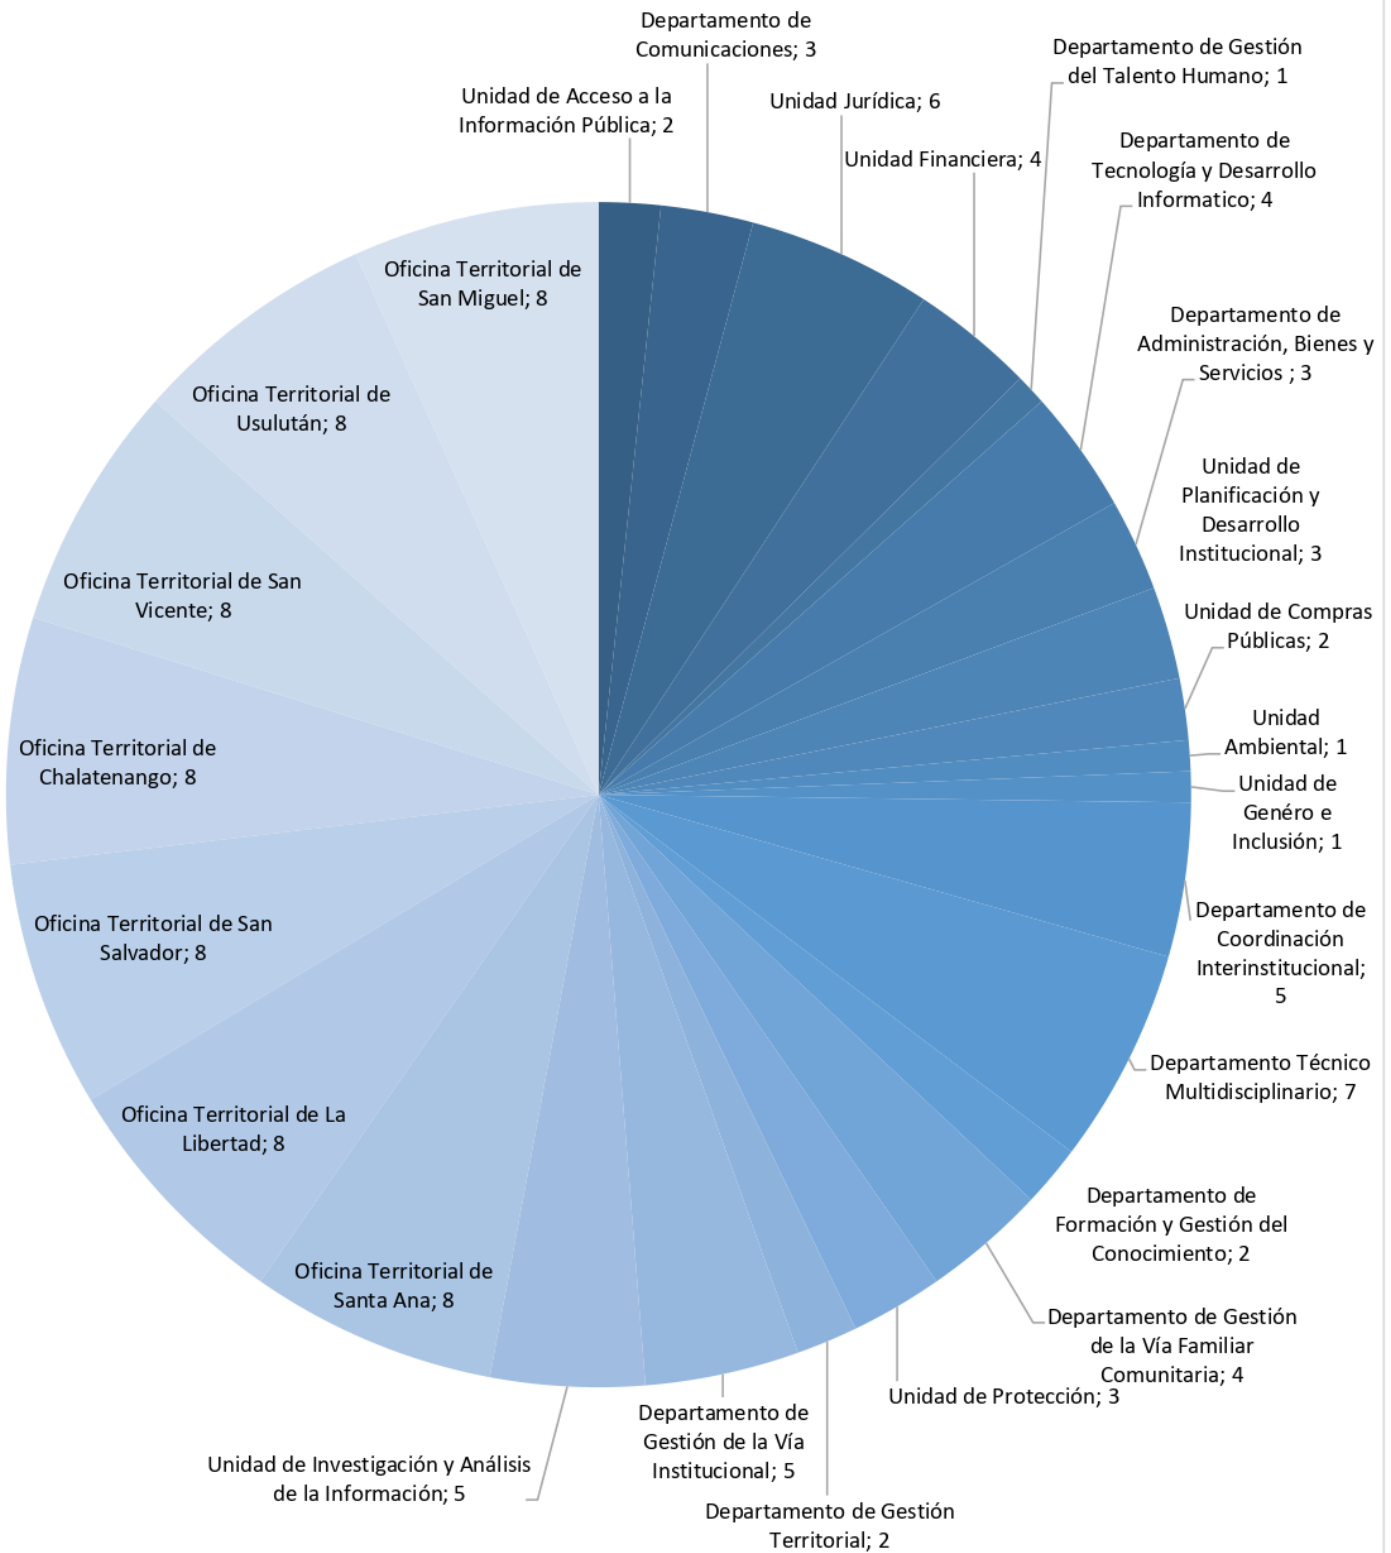 Departamento de
Comunicaciones; 3
Departamento de Gestión
del Talento Humano; 1
Unidad de Acceso a la
Información Pública; 2
Unidad Jurídica; 6
Unidad Financiera; 4
Departamento de
Tecnología y Desarrollo
Informatico; 4
Oficina Territorial de
San Miguel; 8
Departamento de
Administración, Bienes y
Servicios ; 3
Oficina Territorial de
Usulután; 8
Unidad de
Planificación y
Desarrollo
Institucional; 3
Oficina Territorial de San
Vicente; 8
Unidad de Compras
Públicas; 2
Unidad
Ambiental; 1
Oficina Territorial de
Chalatenango; 8
Unidad de
Genéro e
Inclusión; 1
Oficina Territorial de San
Salvador; 8
Departamento de
Coordinación
Interinstitucional;
5
Departamento Técnico
Multidisciplinario; 7
Oficina Territorial de La
Libertad; 8
Departamento de
Formación y Gestión del
Conocimiento; 2
Oficina Territorial de
Santa Ana; 8
Departamento de Gestión
de la Vía Familiar
Comunitaria; 4
Unidad de Protección; 3
Departamento de
Gestión de la Vía
Institucional; 5
Unidad de Investigación y Análisis
de la Información; 5
Departamento de Gestión
Territorial; 2